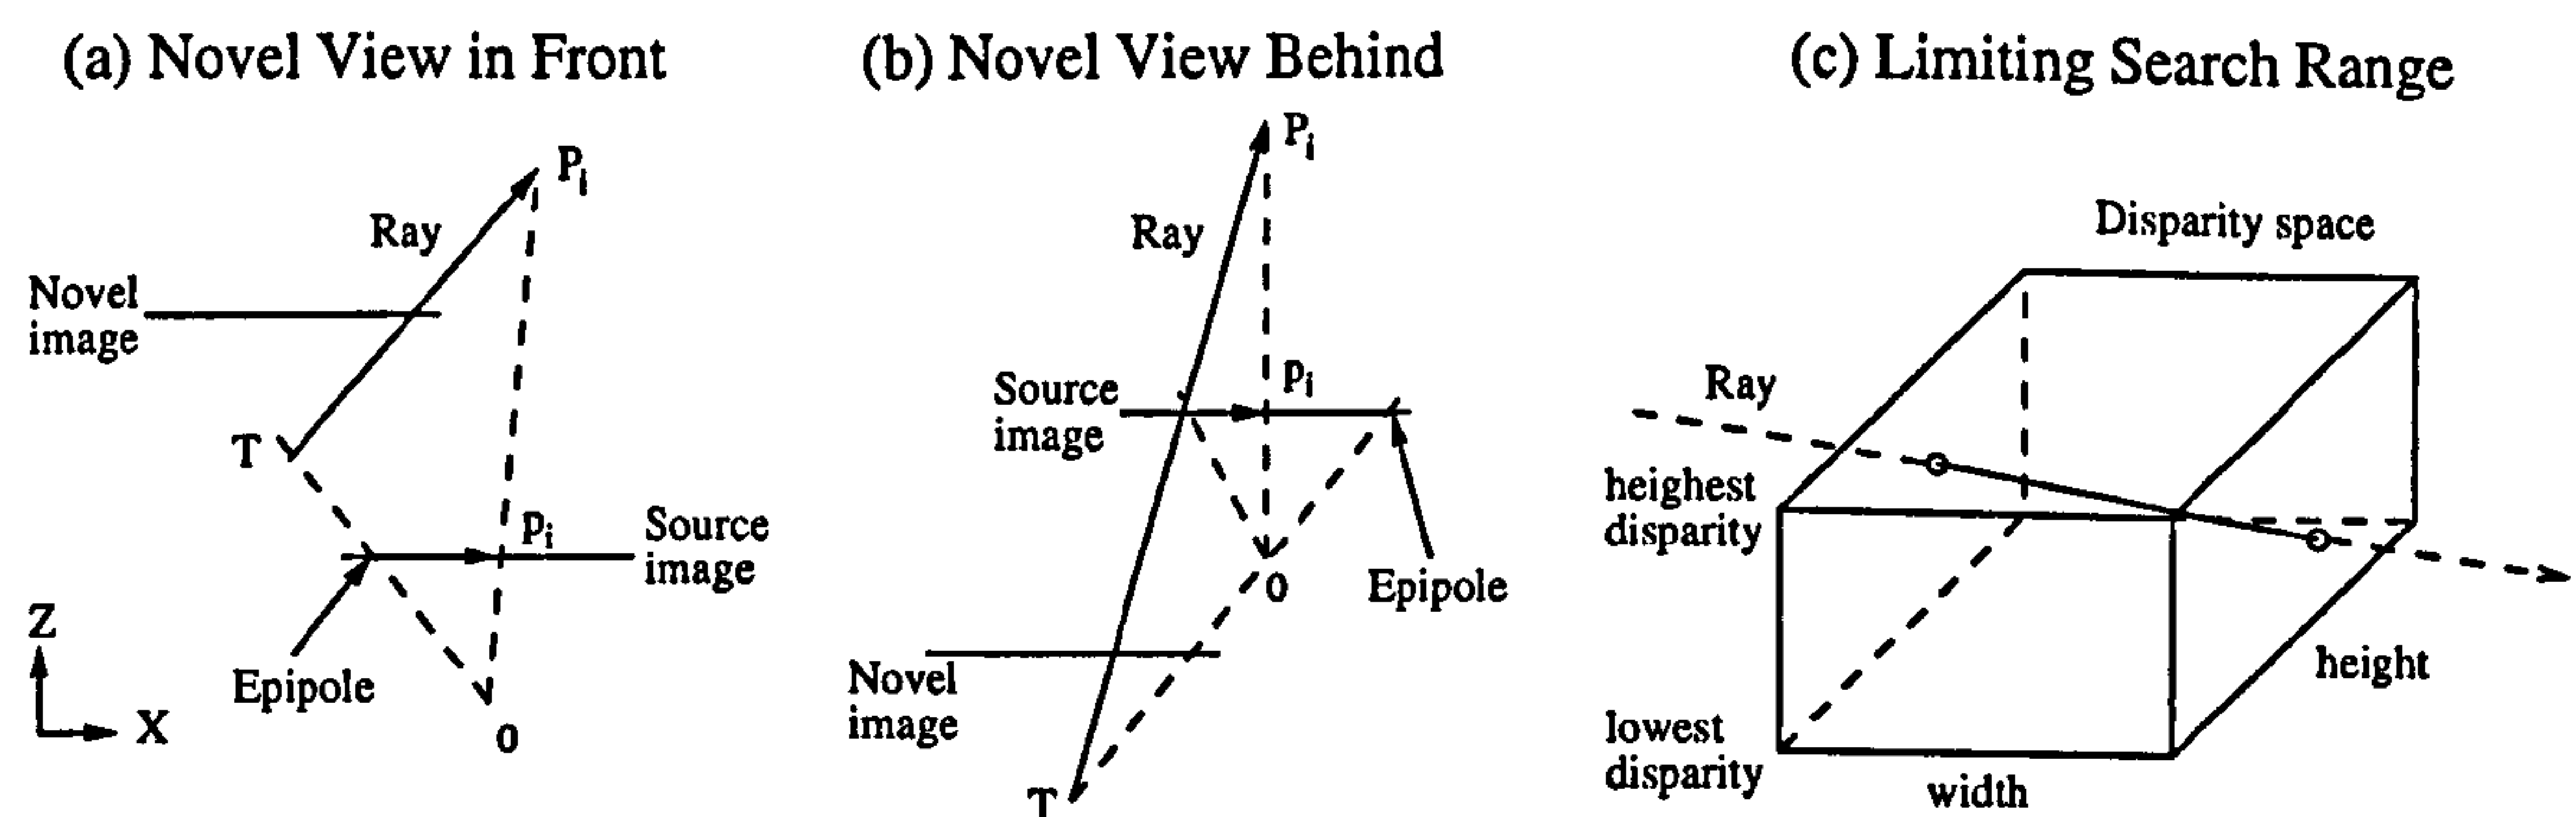 (a) Novel View in Front
P_i
Ray
Novel
image
T
p_i
Source
image
Epipole
Z
X
0
(b) Novel View Behind
P_i
Ray
Source
image
p_i
0
Epipole
Novel
image
T
(c) Limiting Search Range
Disparity space
Ray
heighest
disparity
height
lowest
disparity
width